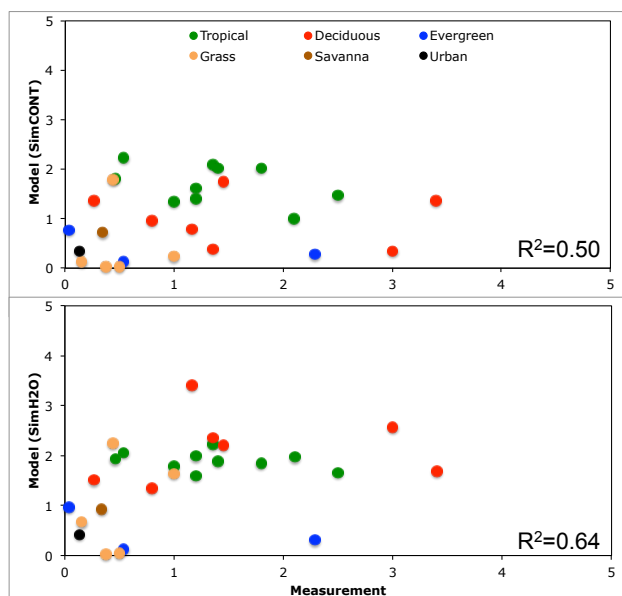 5
Tropical Deciduous Evergreen
Grass Savanna Urban
4
3
2
1
0
Model (SimCONT)
R²=0.50
0 1 2 3 4 5
5
4
3
2
1
0
Model (SimH2O)
R²=0.64
0 1 2 3 4 5
Measurement